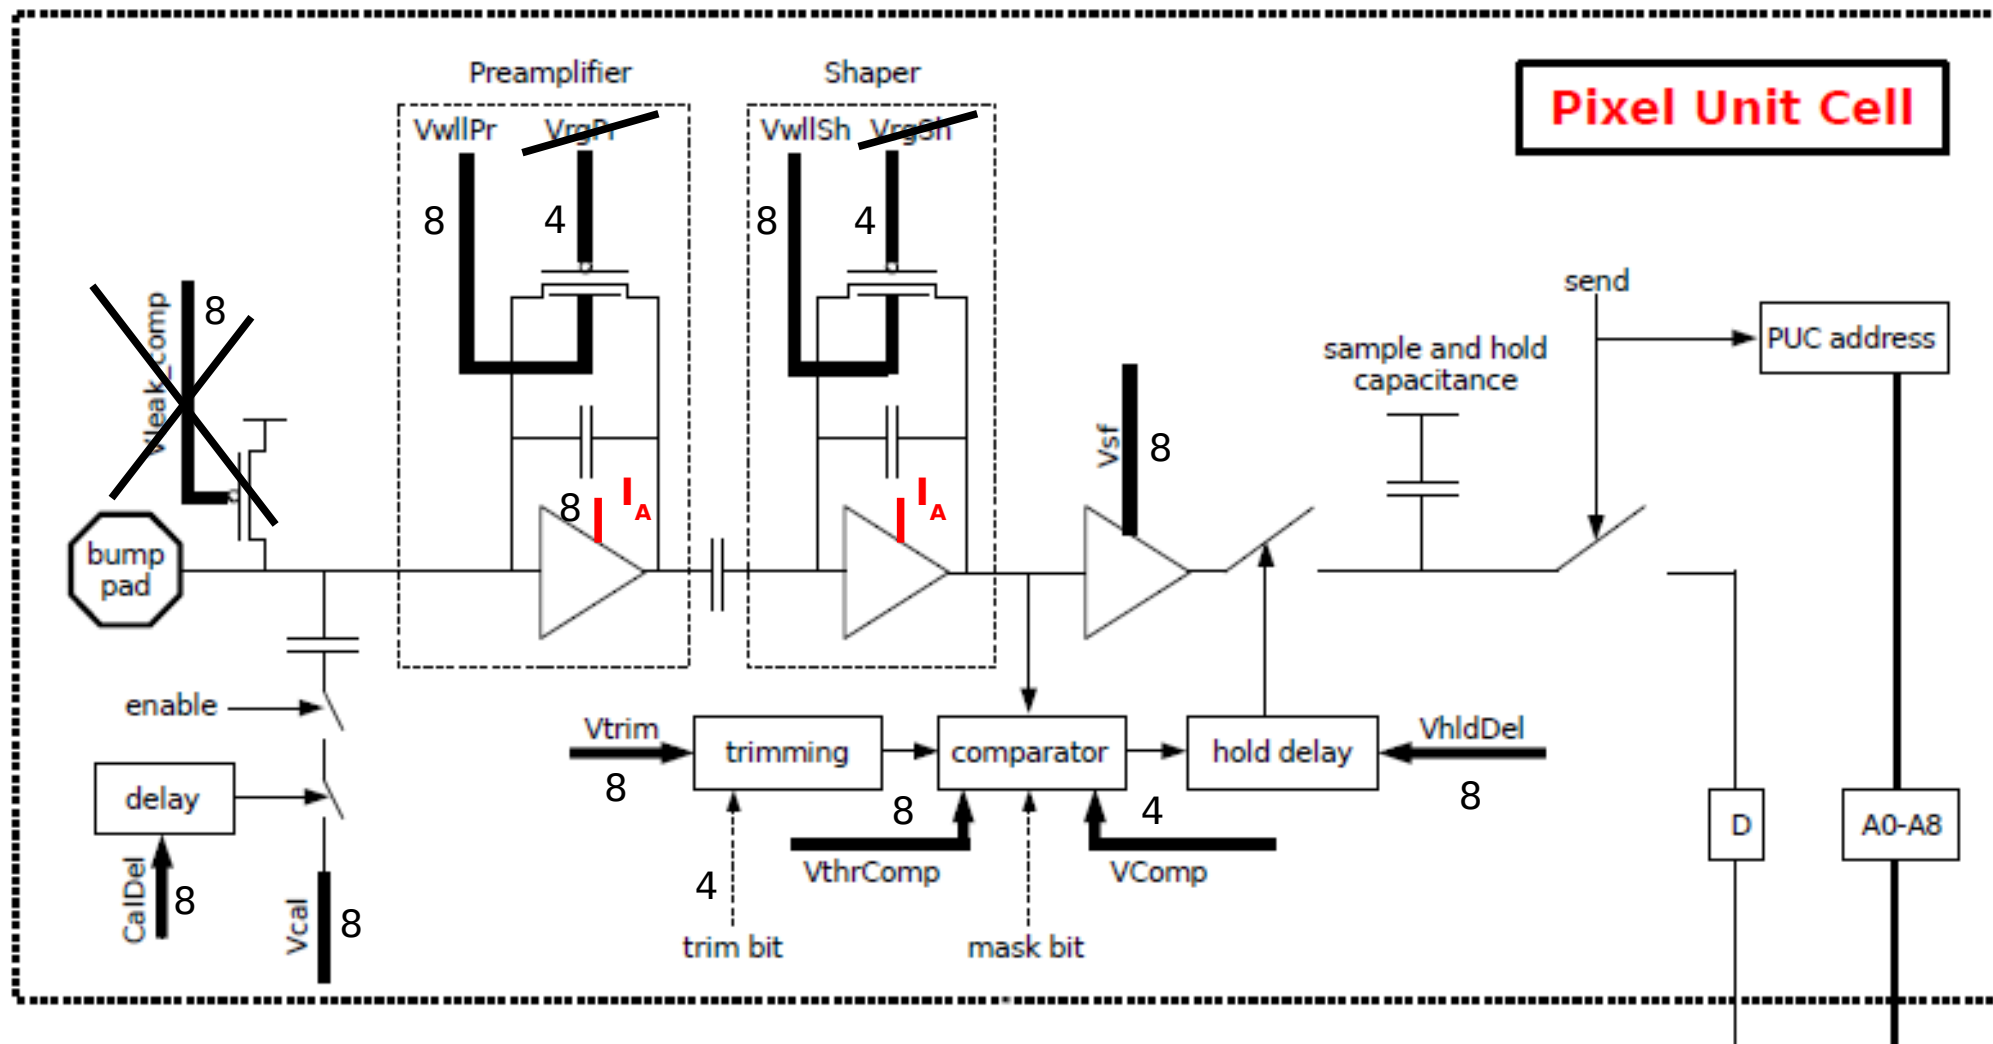 Preamplifier
Shaper
Pixel Unit Cell
VwllPr
VrgPr
VwllSh
VrgSh
8
4
8
4
8
Vleak_comp
send
PUC address
sample and hold
capacitance
Vsf
8
8
I
A
I
A
bump
pad
enable
Vtrim
8
trimming
comparator
hold delay
VhldDel
8
delay
8
4
VthrComp
VComp
D
A0-A8
CalDel
8
Vcal
8
4
trim bit
mask bit